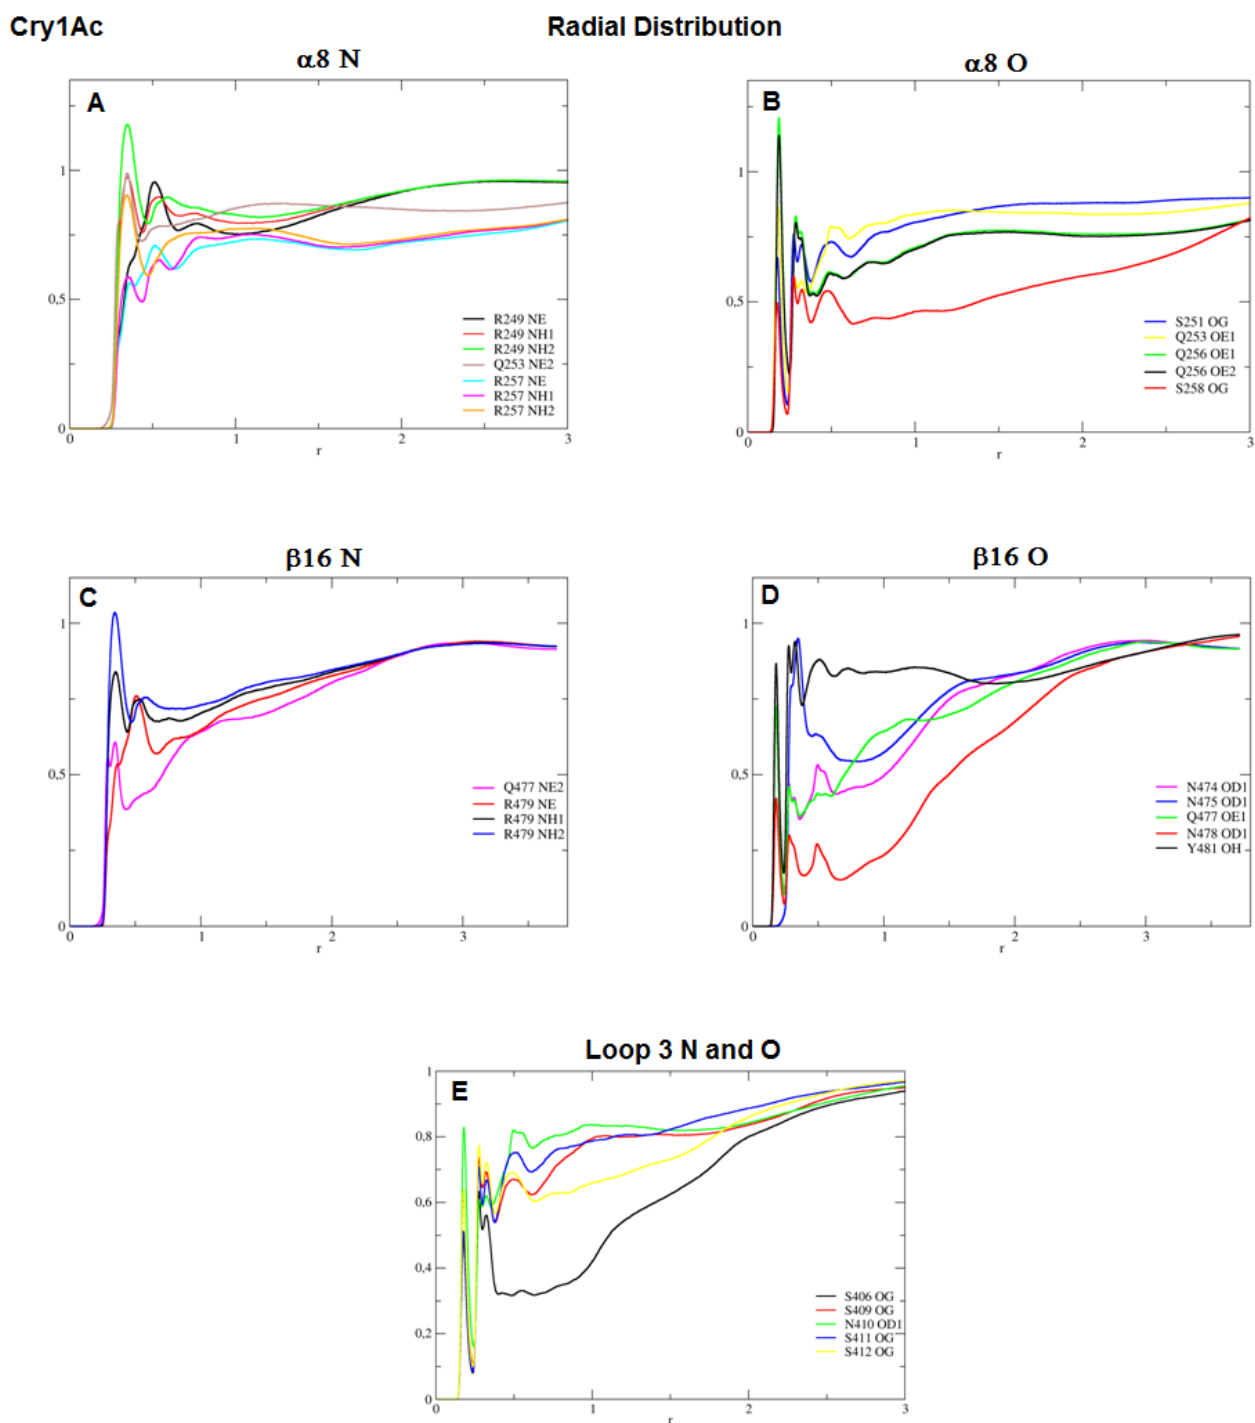 Cry1Ac
Radial Distribution
α8 N
A
1
0,5
0
0
1
2
3
r
R249 NE
R249 NH1
R249 NH2
Q253 NE2
R257 NE
R257 NH1
R257 NH2
α8 O
B
1
0,5
0
0
1
2
3
r
S251 OG
Q253 OE1
Q256 OE1
Q256 OE2
S258 OG
β16 N
C
1
0,5
0
0
1
2
3
r
Q477 NE2
R479 NE
R479 NH1
R479 NH2
β16 O
D
1
0,5
0
0
1
2
3
r
N474 OD1
N475 OD1
Q477 OE1
N478 OD1
Y481 OH
Loop 3 N and O
E
1
0,8
0,6
0,4
0,2
0
0
1
2
3
r
S406 OG
S409 OG
N410 OD1
S411 OG
S412 OG